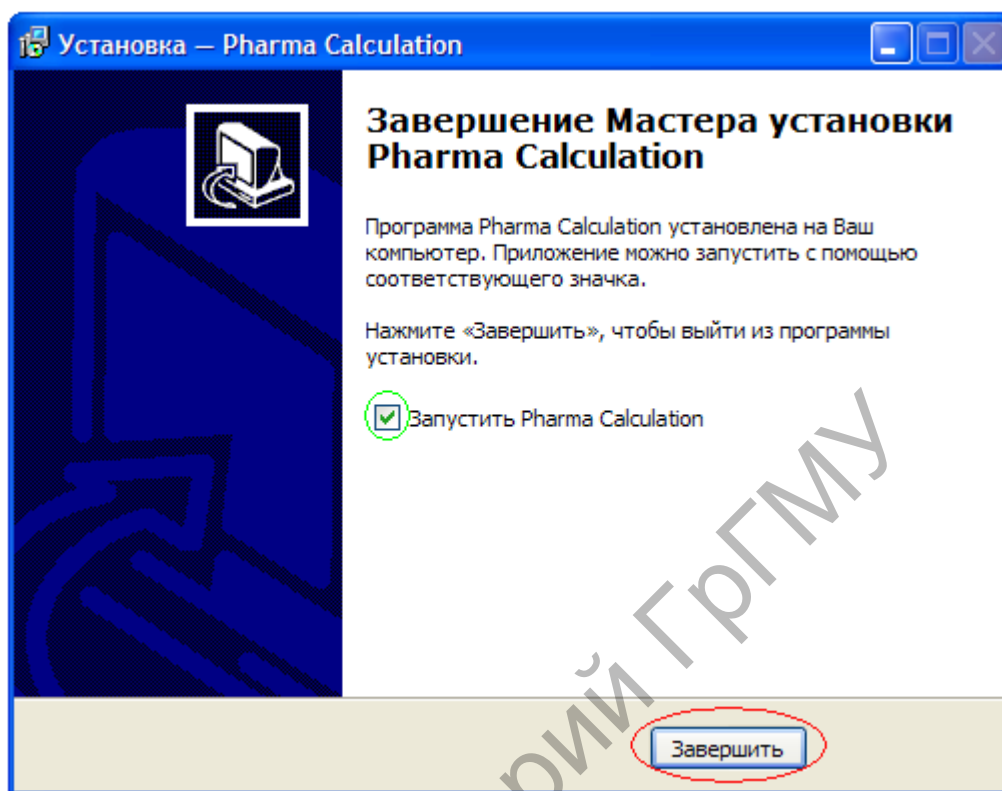 Установка — Pharma Calculation
Завершение Мастера установки
Pharma Calculation
Программа Pharma Calculation установлена на Ваш
компьютер. Приложение можно запустить с помощью
соответствующего значка.
Нажмите «Завершить», чтобы выйти из программы
установки.
Запустить Pharma Calculation
Завершить
рий ГрГМУ